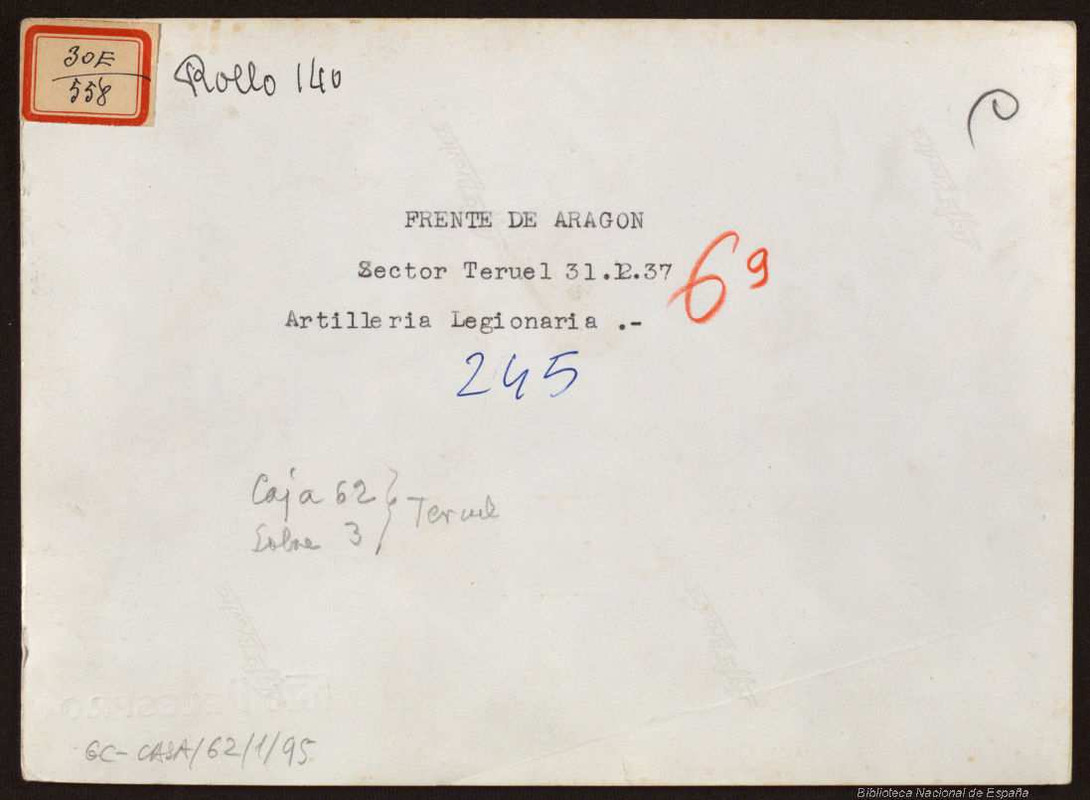 30E
558
Rollo 140
FRENTE DE ARAGON
Sector Teruel 31.12.37
69
Artilleria Legionaria .-
245
Caja 62
Sobre 3
Teruel
GC-CASA/62/1/95
Biblioteca Nacional de España